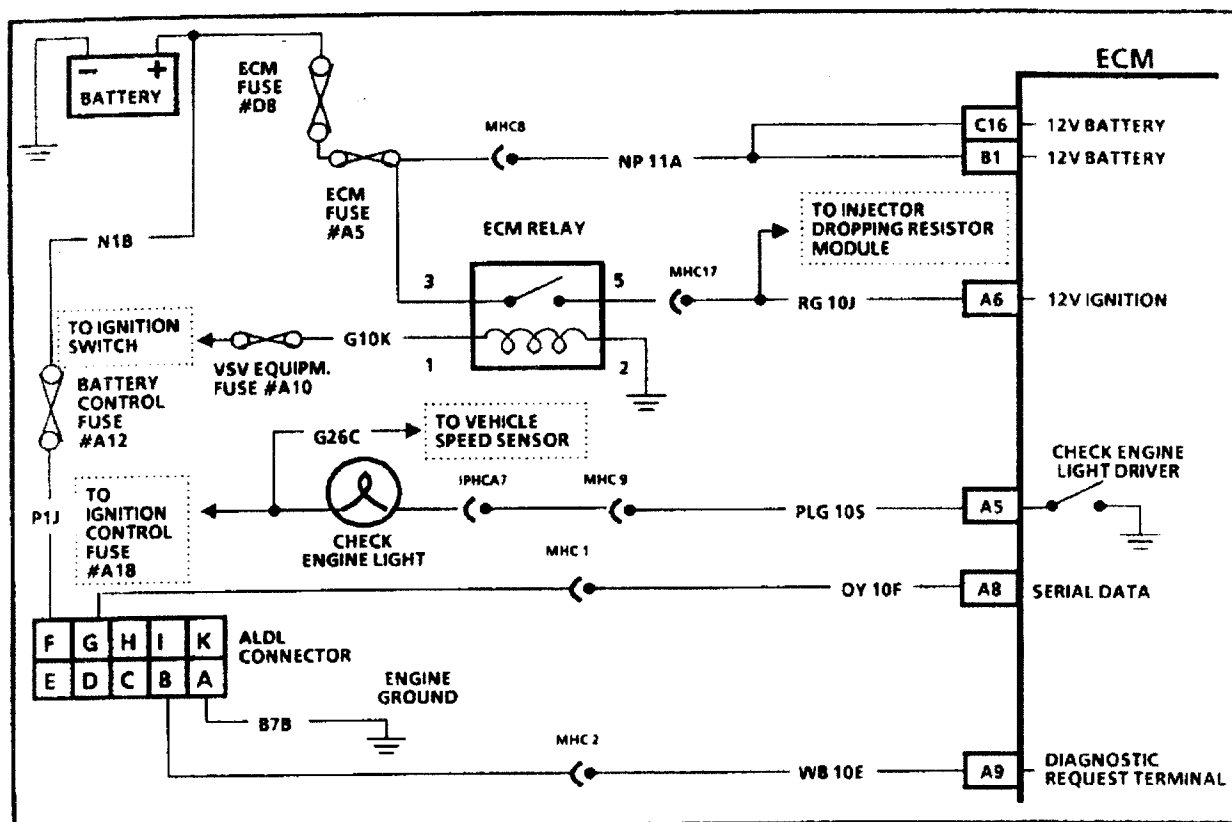 ECM
− +
BATTERY
ECM
FUSE
#D8
MHC8
NP 11A
C16
12V BATTERY
B1
12V BATTERY
ECM
FUSE
#A5
ECM RELAY
TO INJECTOR
DROPPING RESISTOR
MODULE
N1B
3
5
MHC17
RG 10J
A6
12V IGNITION
TO IGNITION
SWITCH
G10K
1
2
VSV EQUIPM.
FUSE #A10
BATTERY
CONTROL
FUSE
#A12
G26C
TO VEHICLE
SPEED SENSOR
CHECK ENGINE
LIGHT DRIVER
P1J
TO
IGNITION
CONTROL
FUSE
#A18
IPHCA7
MHC 9
PLG 10S
A5
CHECK
ENGINE LIGHT
MHC 1
OY 10F
A8
SERIAL DATA
F G H I K
E D C B A
ALDL
CONNECTOR
ENGINE
GROUND
B7B
MHC 2
WB 10E
A9
DIAGNOSTIC
REQUEST TERMINAL